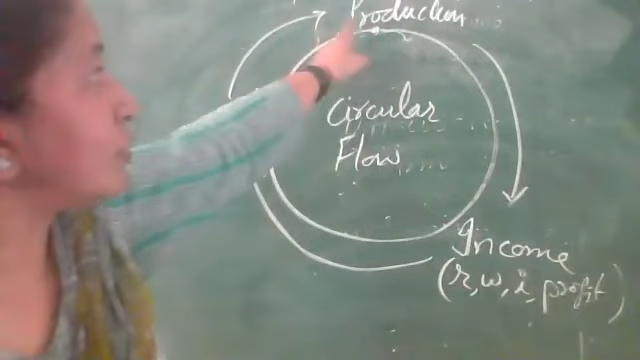 Production
Circular
Flow
Income
(r, w, i, profit)